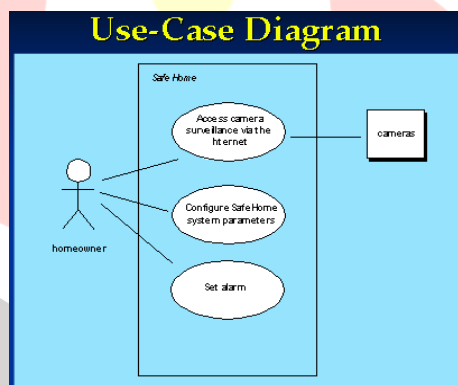 Use-Case Diagram
Safe Home
Access camera
surveillance via the
Internet
cameras
homeowner
Configure SafeHome
system parameters
Set alarm